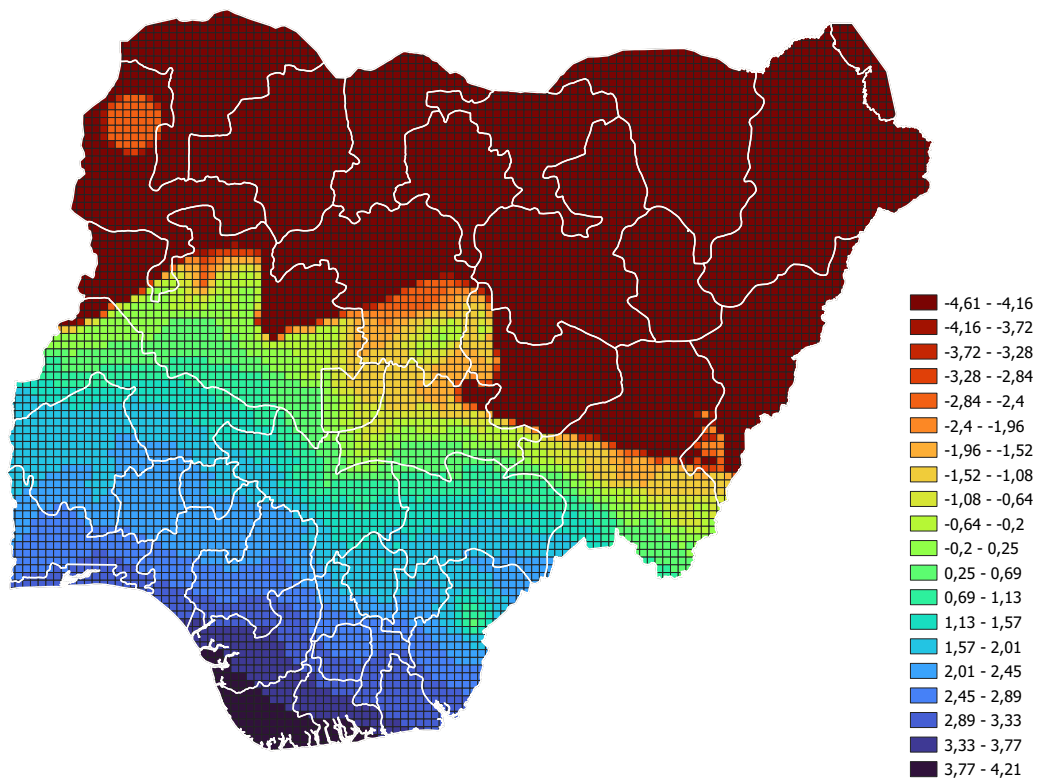 -4,61 - -4,16
-4,16 - -3,72
-3,72 - -3,28
-3,28 - -2,84
-2,84 - -2,4
-2,4 - -1,96
-1,96 - -1,52
-1,52 - -1,08
-1,08 - -0,64
-0,64 - -0,2
-0,2 - 0,25
0,25 - 0,69
0,69 - 1,13
1,13 - 1,57
1,57 - 2,01
2,01 - 2,45
2,45 - 2,89
2,89 - 3,33
3,33 - 3,77
3,77 - 4,21